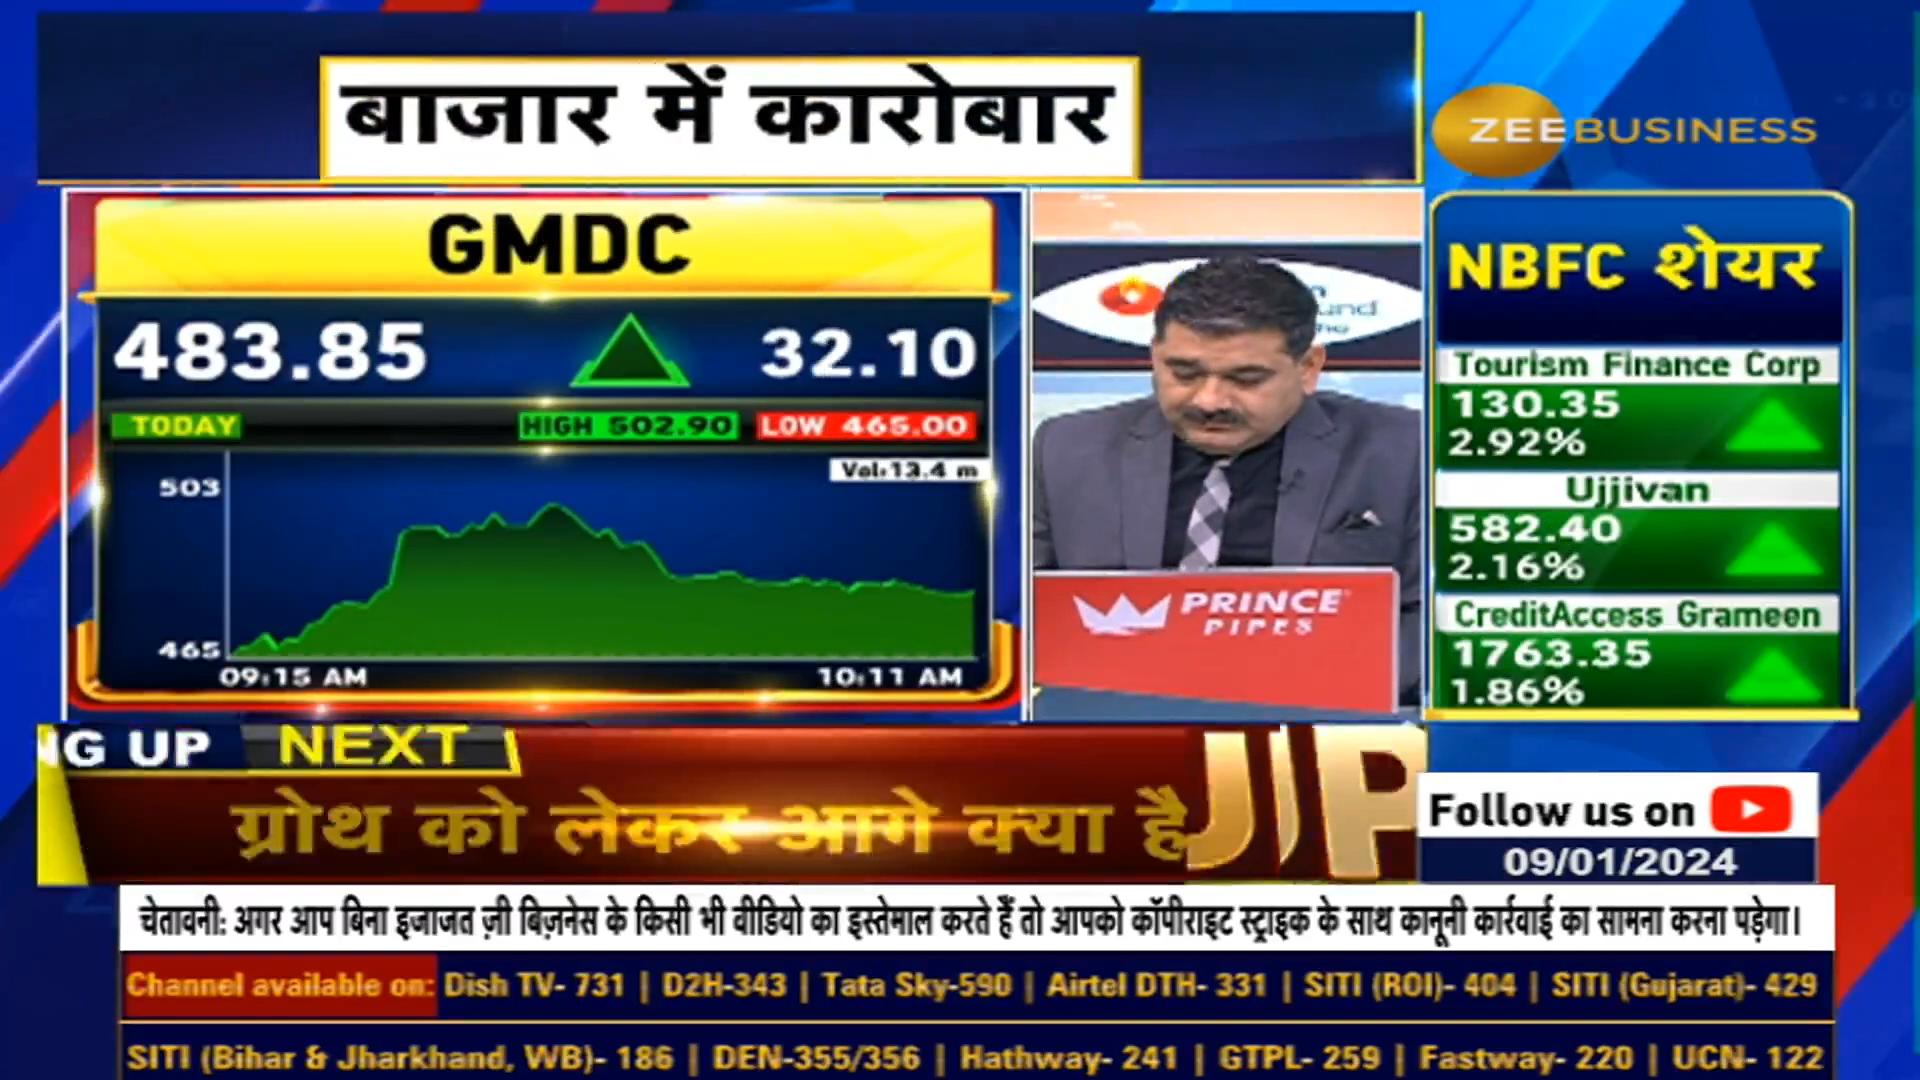 बाजार में कारोबार
ZEEBUSINESS
GMDC
483.85 32.10
TODAY HIGH 502.90 LOW 465.00
Vol:13.4 m
503
465
09:15 AM 10:11 AM
und
PRINCE
PIPES
NBFC शेयर
Tourism Finance Corp
130.35
2.92%
Ujjivan
582.40
2.16%
CreditAccess Grameen
1763.35
1.86%
NG UP NEXT
ग्रोथ को लेकर आगे क्या है
Follow us on
09/01/2024
चेतावनी: अगर आप बिना इजाजत ज़ी बिज़नेस के किसी भी वीडियो का इस्तेमाल करते हैं तो आपको कॉपीराइट स्ट्राइक के साथ कानूनी कार्रवाई का सामना करना पड़ेगा।
Channel available on: Dish TV- 731 | D2H-343 | Tata Sky-590 | Airtel DTH- 331 | SITI (ROI)- 404 | SITI (Gujarat)- 429
SITI (Bihar & Jharkhand, WB)- 186 | DEN-355/356 | Hathway- 241 | GTPL- 259 | Fastway- 220 | UCN- 122